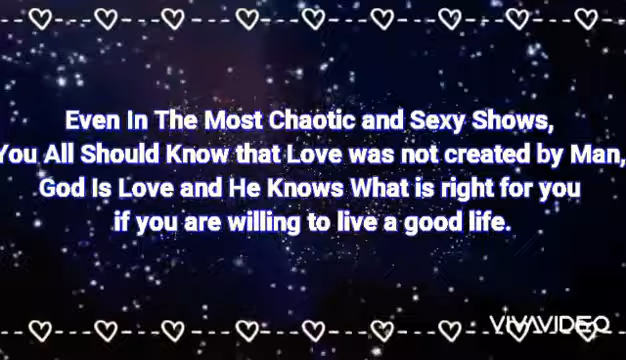 Even In The Most Chaotic and Sexy Shows,
You All Should Know that Love was not created by Man,
God Is Love and He Knows What is right for you
if you are willing to live a good life.
VIVAVIDEO